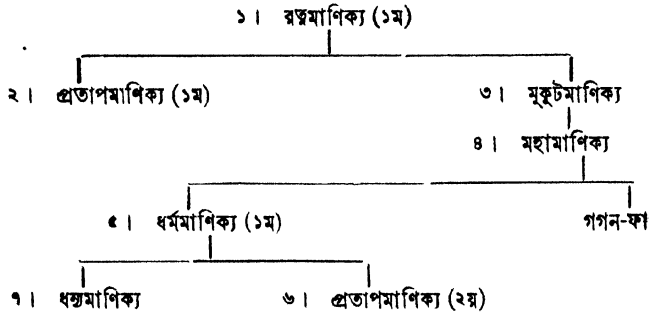 ১। রত্নমাণিক্য (১ম)
২। প্রতাপমাণিক্য (১ম) ৩। মুকুটমাণিক্য
৪। মহামাণিক্য
৫। ধর্মমাণিক্য (১ম) গগন-ফা
৭। ধন্যমাণিক্য ৬। প্রতাপমাণিক্য (২য়)